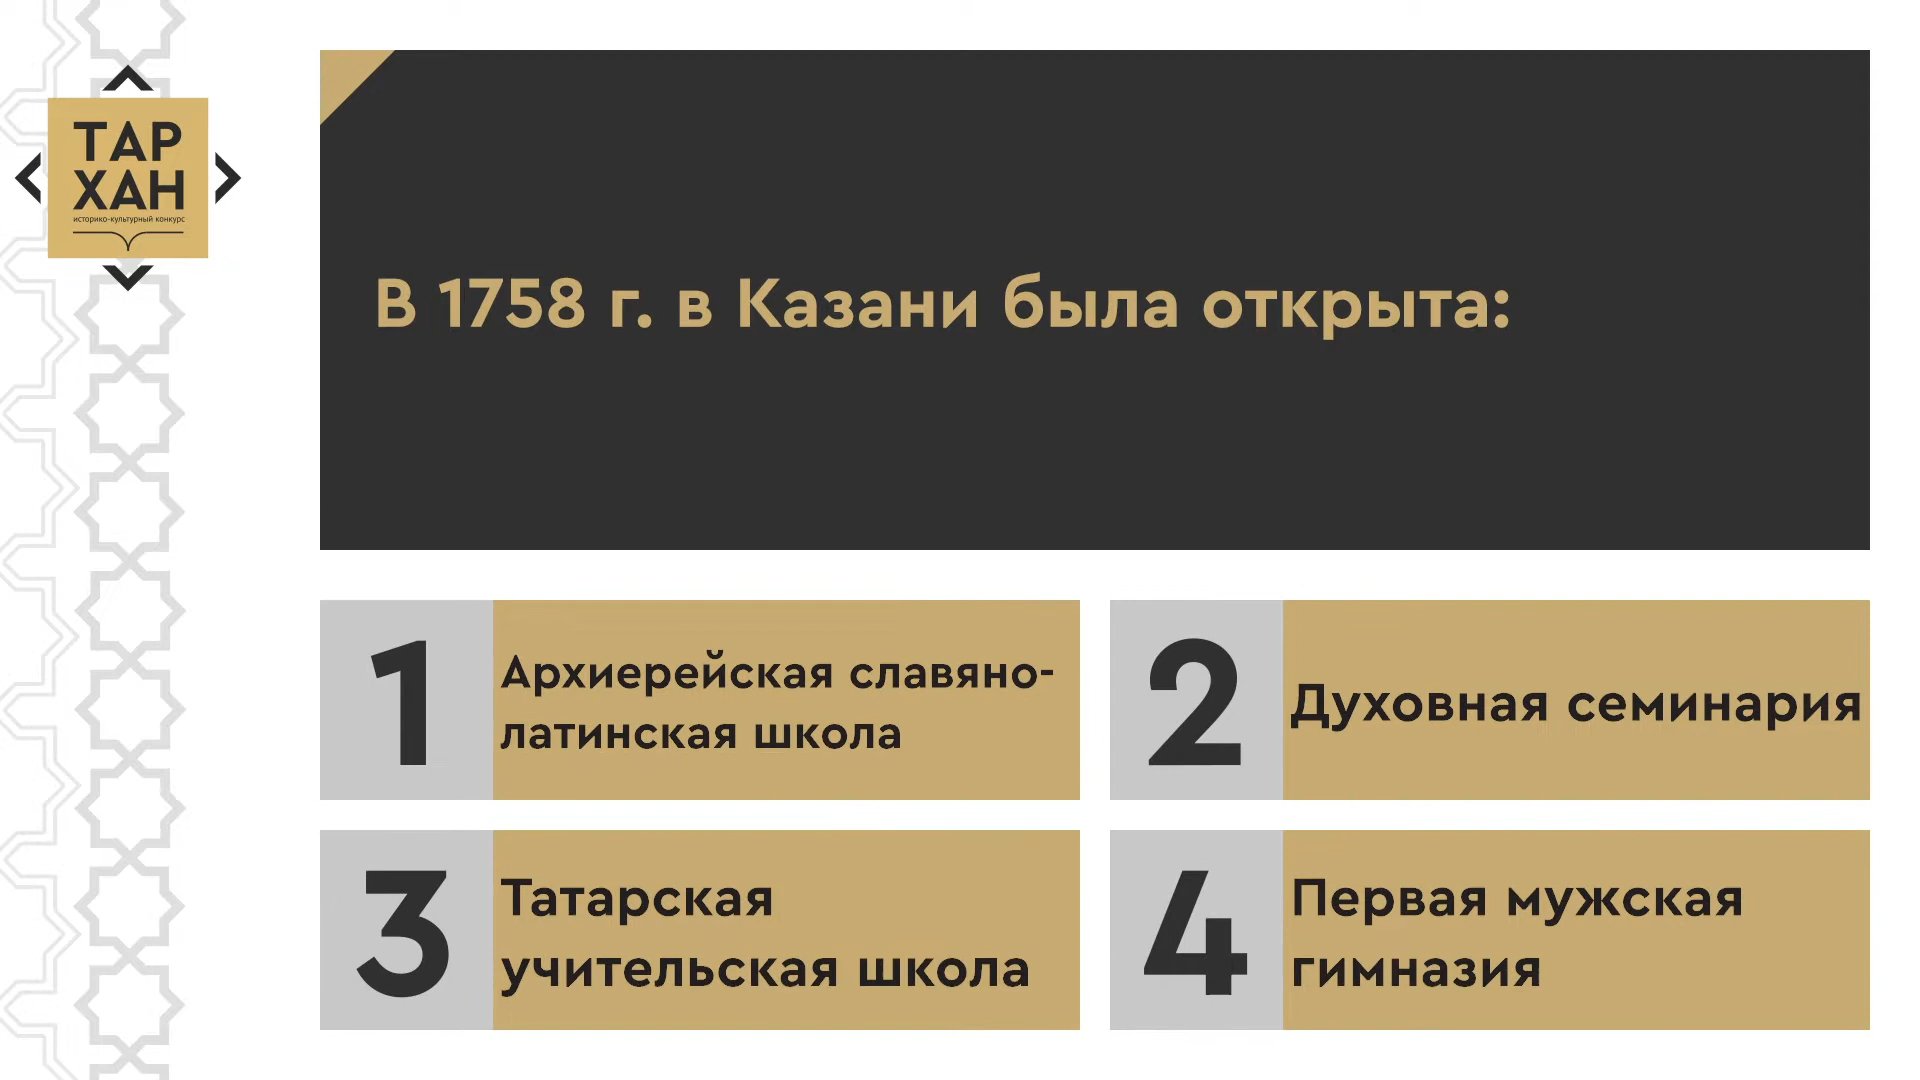 ТАР
ХАН
историко-культурный конкурс
В 1758 г. в Казани была открыта:
1
Архиерейская славяно-
латинская школа
2
Духовная семинария
3
Татарская
учительская школа
4
Первая мужская
гимназия